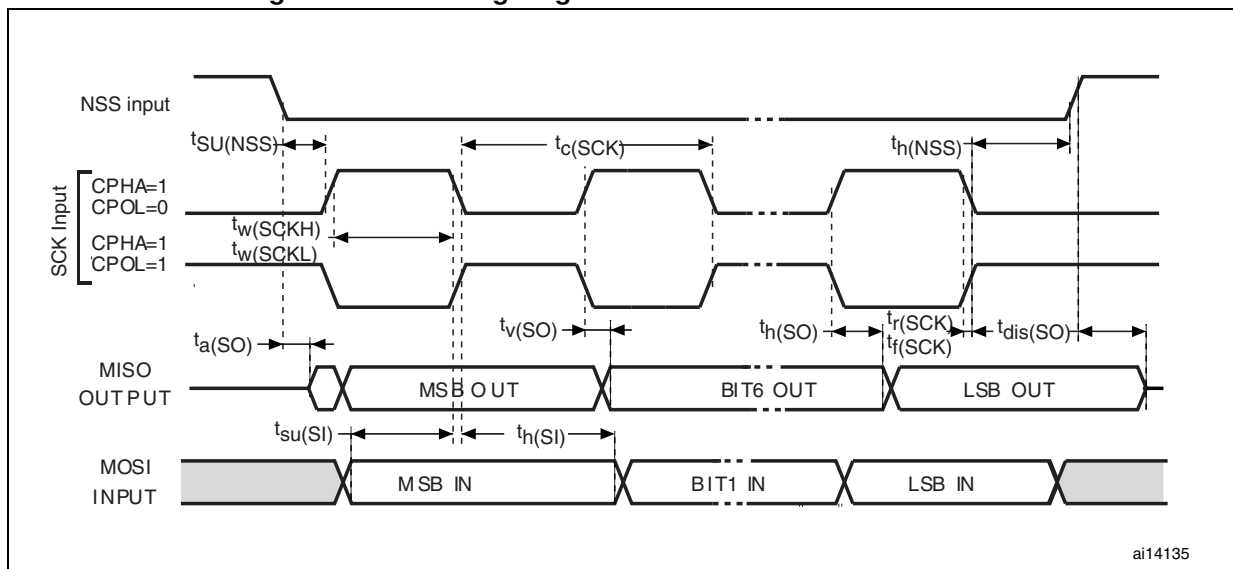 NSS input
tSU(NSS)
tc(SCK)
th(NSS)
SCK Input
CPHA=1
CPOL=0
tw(SCKH)
CPHA=1
tw(SCKL)
CPOL=1
tv(SO)
th(SO)
tr(SCK)
tf(SCK)
tdis(SO)
ta(SO)
MISO
OUTPUT
MSB OUT
BIT6 OUT
LSB OUT
tsu(SI)
th(SI)
MOSI
INPUT
MSB IN
BIT1 IN
LSB IN
ai14135